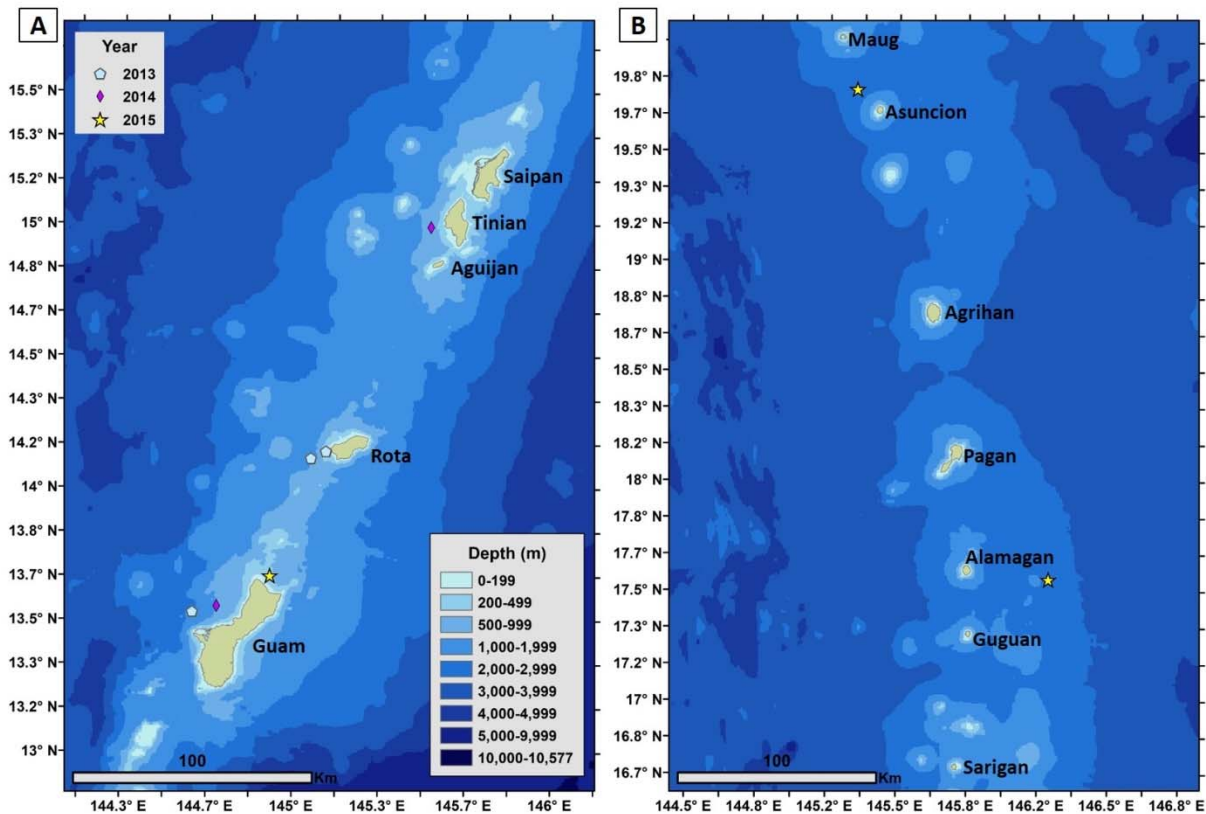 A
Year
2013
2014
2015
15.5° N
15.3° N
15.2° N
15° N
14.8° N
14.7° N
14.5° N
14.3° N
14.2° N
14° N
13.8° N
13.7° N
13.5° N
13.3° N
13.2° N
13° N
Saipan
Tinian
Aguijan
Rota
Guam
Depth (m)
0-199
200-499
500-999
1,000-1,999
2,000-2,999
3,000-3,999
4,000-4,999
5,000-9,999
10,000-10,577
100
Km
144.3° E 144.7° E 145° E 145.3° E 145.7° E 146° E
B
19.8° N
19.7° N
19.5° N
19.3° N
19.2° N
19° N
18.8° N
18.7° N
18.5° N
18.3° N
18.2° N
18° N
17.8° N
17.7° N
17.5° N
17.3° N
17.2° N
17° N
16.8° N
16.7° N
Maug
Asuncion
Agrihan
Pagan
Alamagan
Guguan
Sarigan
100
Km
144.5° E 144.8° E 145.2° E 145.5° E 145.8° E 146.2° E 146.5° E 146.8° E